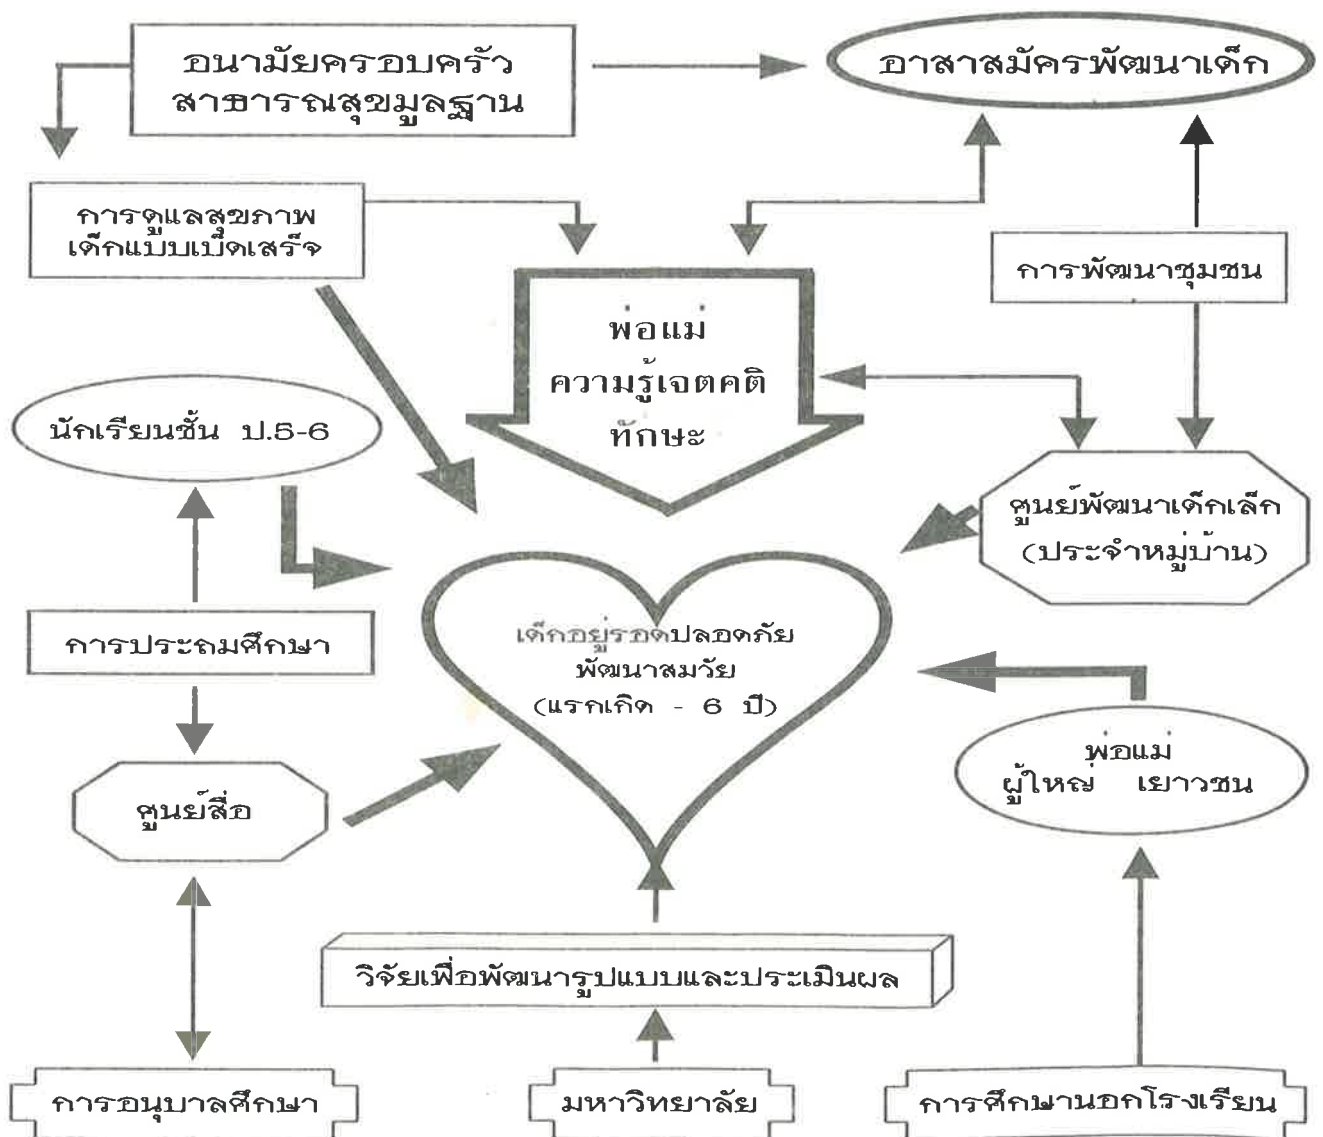 อนามัยครอบครัว
สาธารณสุขมูลฐาน
อาสาสมัครพัฒนาเด็ก
การดูแลสุขภาพ
เด็กแบบเบ็ดเสร็จ
การพัฒนาชุมชน
พ่อแม่
ความรู้เจตคติ
ทักษะ
นักเรียนชั้น ป.5-6
ศูนย์พัฒนาเด็กเล็ก
(ประจำหมู่บ้าน)
การประถมศึกษา
เด็กอยู่รอดปลอดภัย
พัฒนาสมวัย
(แรกเกิด - 6 ปี)
พ่อแม่
ผู้ใหญ่ เยาวชน
ศูนย์สื่อ
วิจัยเพื่อพัฒนารูปแบบและประเมินผล
การอนุบาลศึกษา
มหาวิทยาลัย
การศึกษานอกโรงเรียน